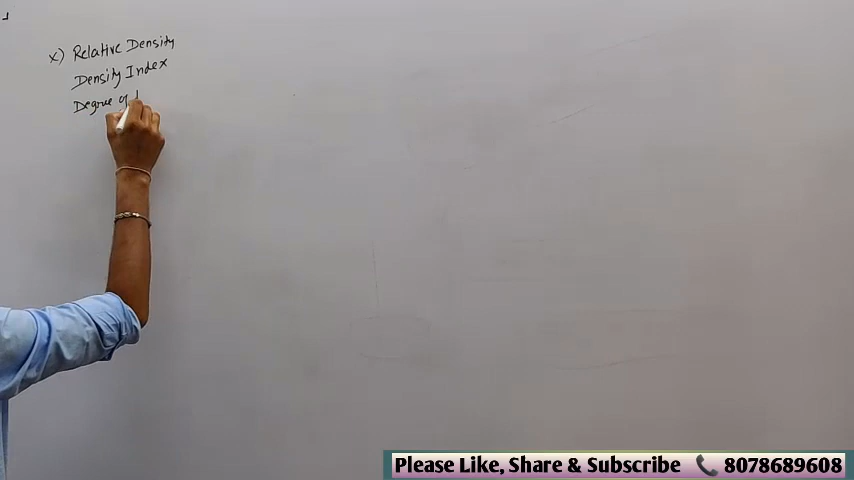 x) Relative Density
Density Index
Degree of
Please Like, Share & Subscribe 8078689608